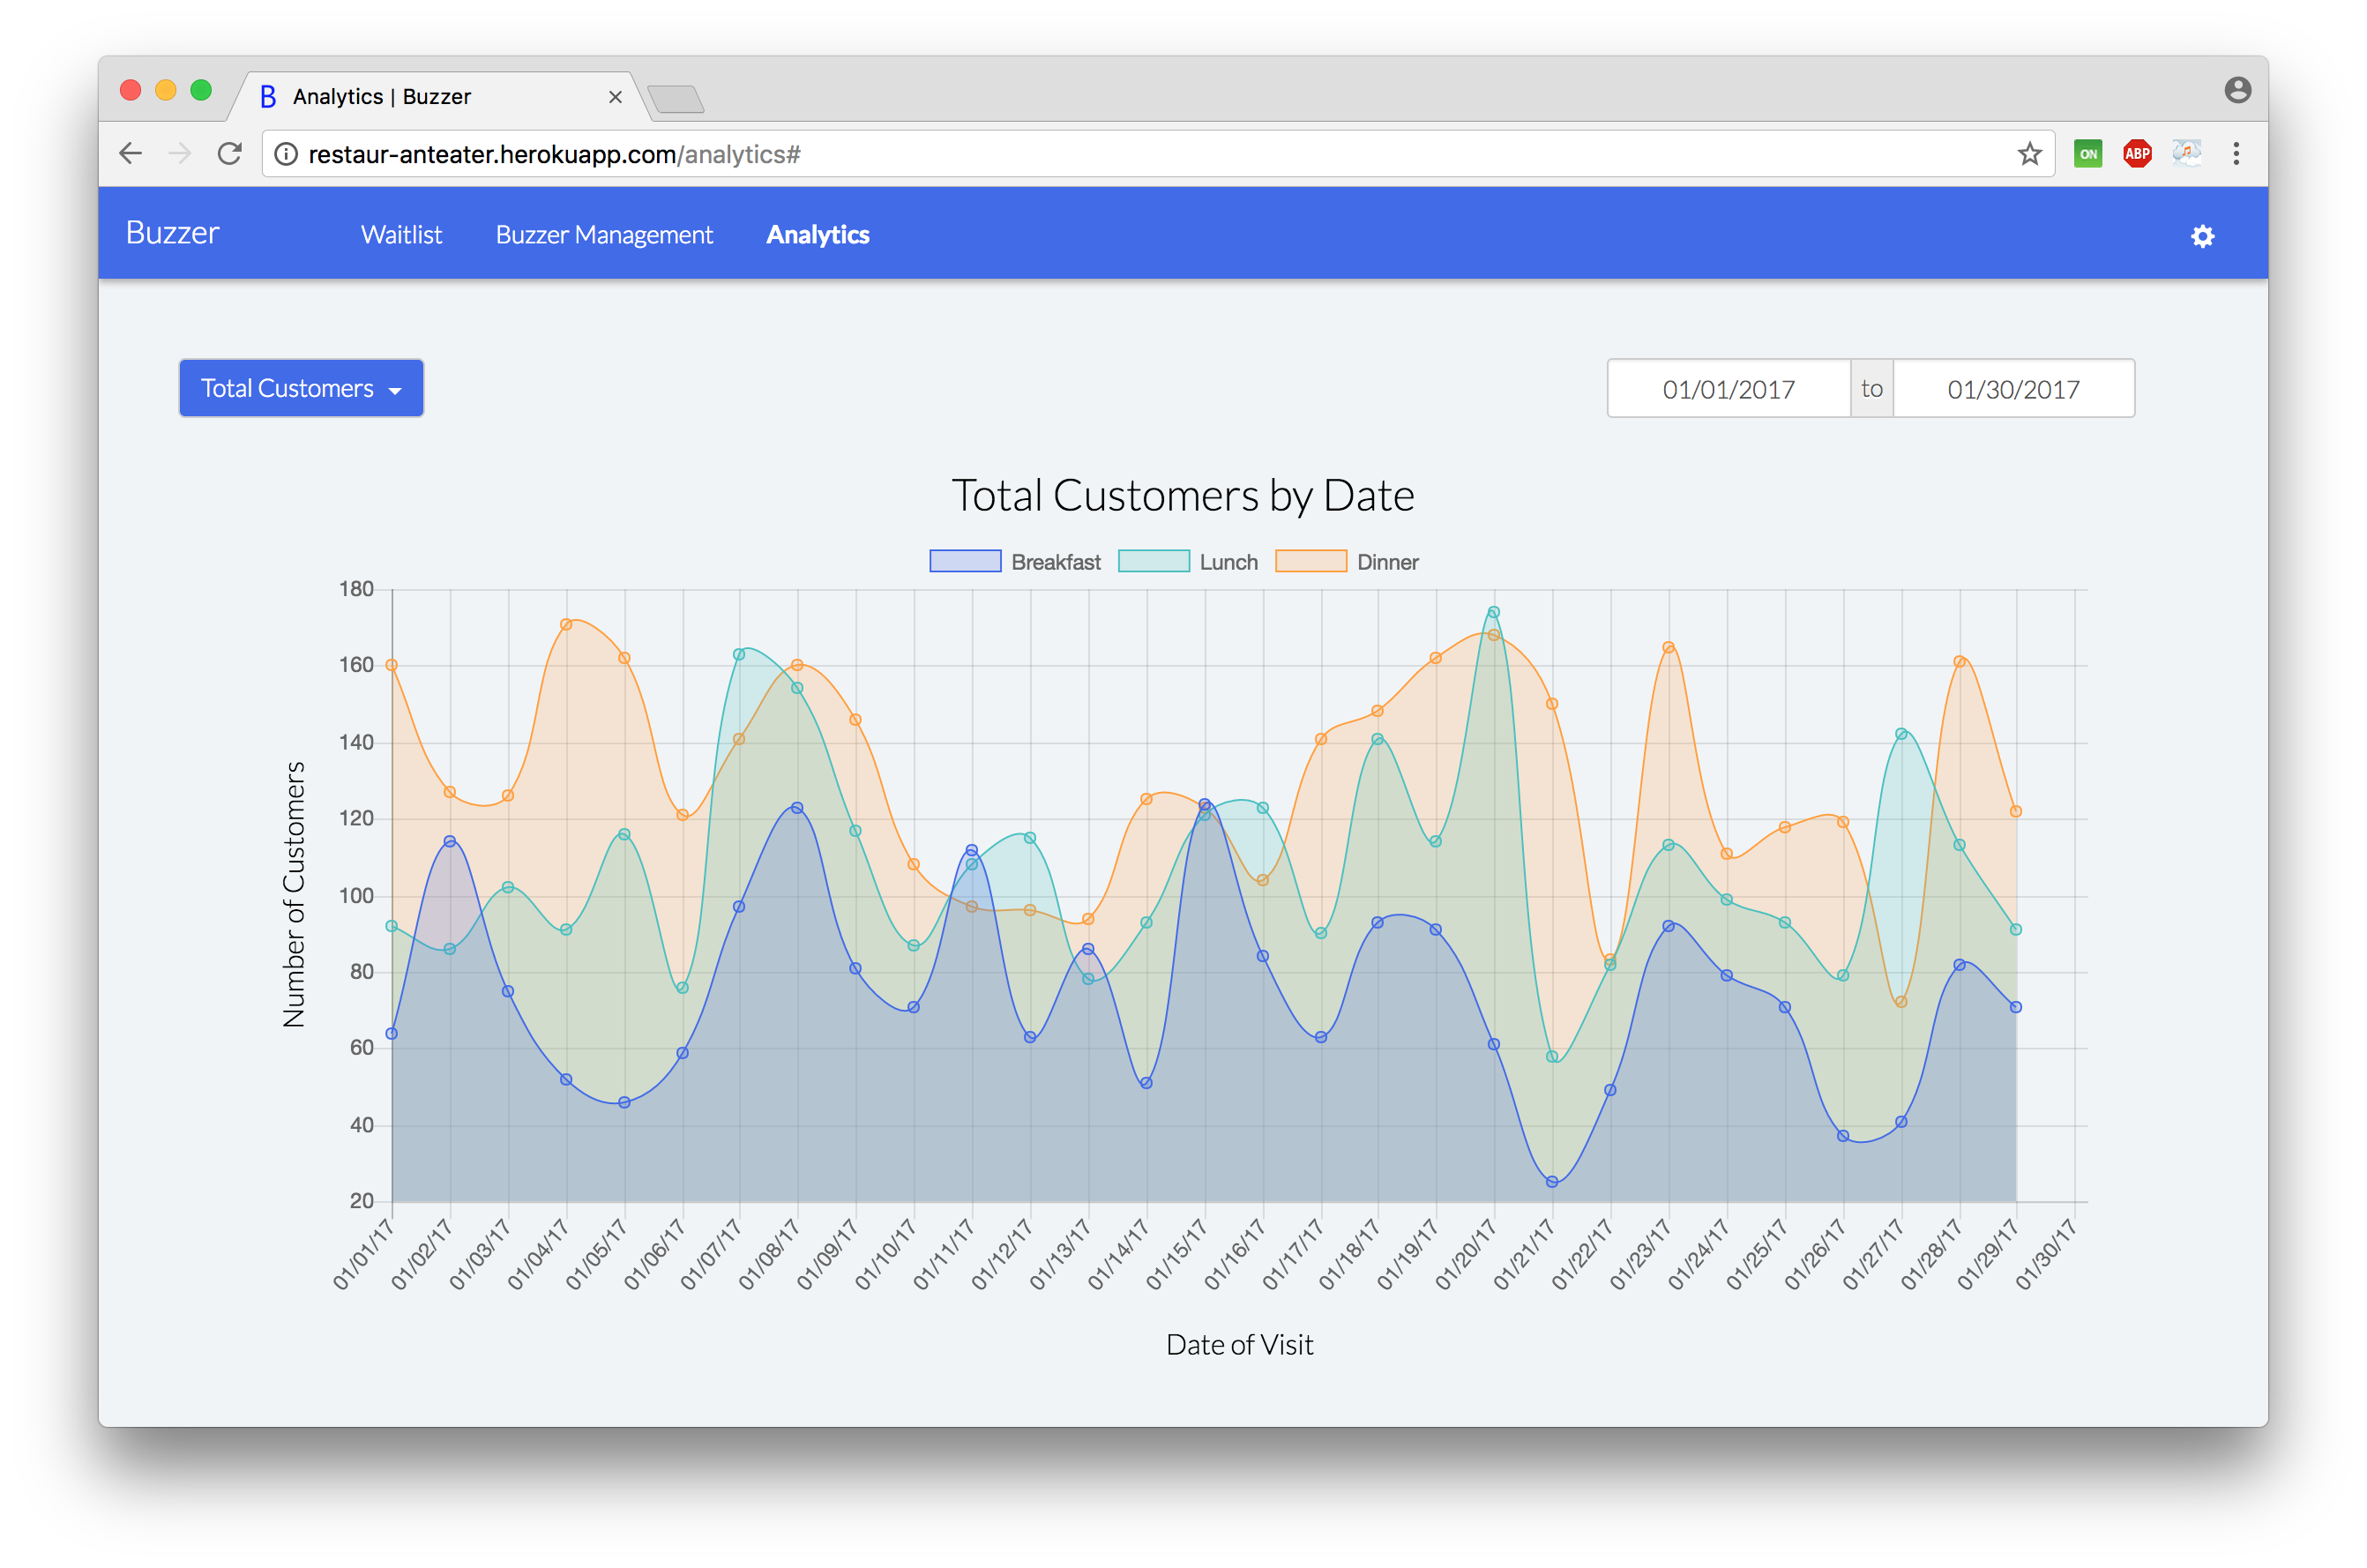 B Analytics | Buzzer
restaur-anteater.herokuapp.com/analytics#
ON ABP
Buzzer Waitlist Buzzer Management Analytics
Total Customers 01/01/2017 to 01/30/2017
Total Customers by Date
Breakfast Lunch Dinner
180
160
140
120
100
80
60
40
20
Number of Customers
01/01/17 01/02/17 01/03/17 01/04/17 01/05/17 01/06/17 01/07/17 01/08/17 01/09/17 01/10/17 01/11/17 01/12/17 01/13/17 01/14/17 01/15/17 01/16/17 01/17/17 01/18/17 01/19/17 01/20/17 01/21/17 01/22/17 01/23/17 01/24/17 01/25/17 01/26/17 01/27/17 01/28/17 01/29/17 01/30/17
Date of Visit